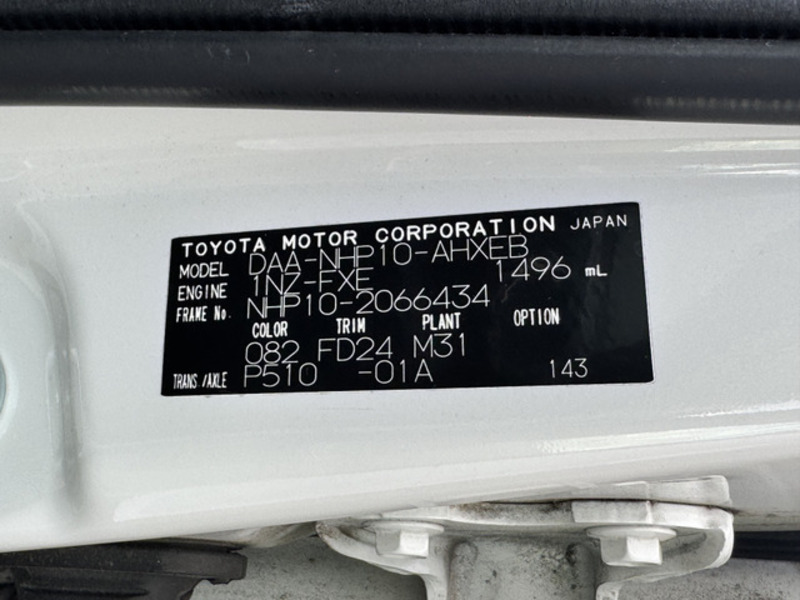 TOYOTA MOTOR CORPORATION JAPAN
MODEL DAA-NHP10-AHXEB
ENGINE 1NZ-FXE 1496 mL
FRAME No. NHP10-2066434
COLOR TRIM PLANT OPTION
082 FD24 M31
TRANS./AXLE P510 -01A 143